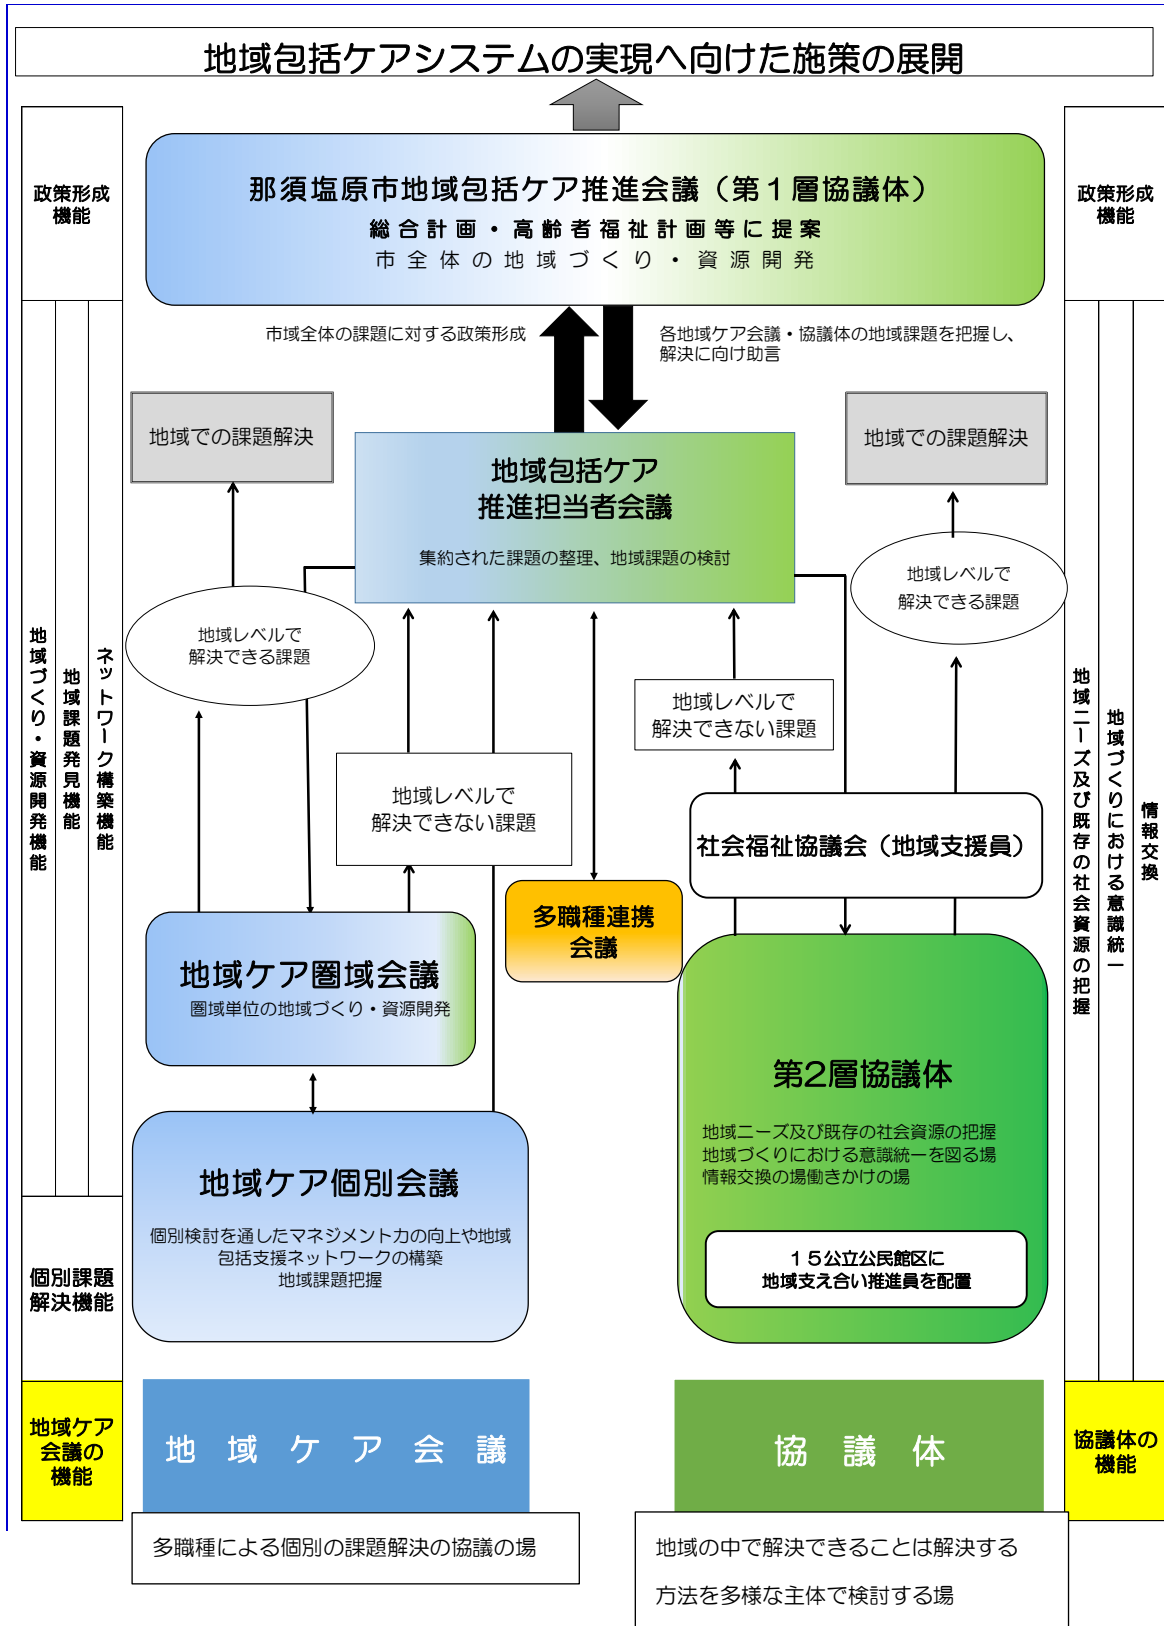 地域包括ケアシステムの実現へ向けた施策の展開
政策形成
機能
那須塩原市地域包括ケア推進会議（第１層協議体）
総合計画・高齢者福祉計画等に提案
市全体の地域づくり・資源開発
政策形成
機能
市域全体の課題に対する政策形成
各地域ケア会議・協議体の地域課題を把握し、
解決に向け助言
地域での課題解決
地域での課題解決
地域包括ケア
推進担当者会議
集約された課題の整理、地域課題の検討
地域レベルで
解決できる課題
地域レベルで
解決できる課題
地域づくり・資源開発機能
地域課題発見機能
ネットワーク構築機能
地域ニーズ及び既存の社会資源の把握
地域づくりにおける意識統一
情報交換
地域レベルで
解決できない課題
地域レベルで
解決できない課題
社会福祉協議会（地域支援員）
多職種連携
会議
地域ケア圏域会議
圏域単位の地域づくり・資源開発
第2層協議体
地域ニーズ及び既存の社会資源の把握
地域づくりにおける意識統一を図る場
情報交換の場働きかけの場
１５公立公民館区に
地域支え合い推進員を配置
地域ケア個別会議
個別検討を通したマネジメント力の向上や地域
包括支援ネットワークの構築
地域課題把握
個別課題
解決機能
地域ケア
会議の
機能
地域ケア会議
協議体
協議体の
機能
多職種による個別の課題解決の協議の場
地域の中で解決できることは解決する
方法を多様な主体で検討する場